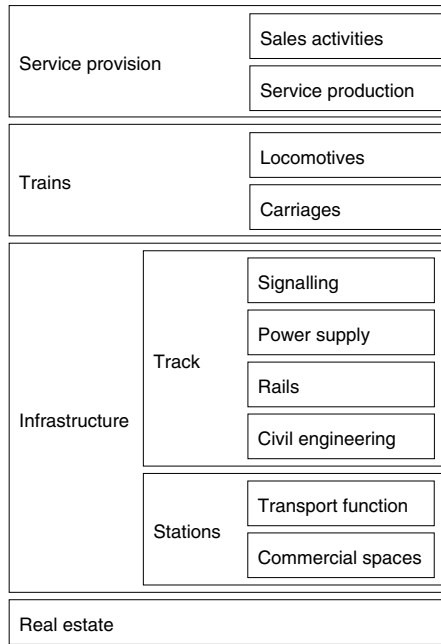 Service provision
Sales activities
Service production
Trains
Locomotives
Carriages
Infrastructure
Track
Signalling
Power supply
Rails
Civil engineering
Stations
Transport function
Commercial spaces
Real estate